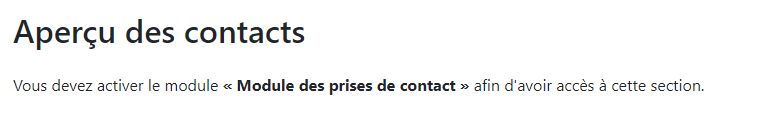 Aperçu des contacts
Vous devez activer le module « Module des prises de contact » afin d'avoir accès à cette section.